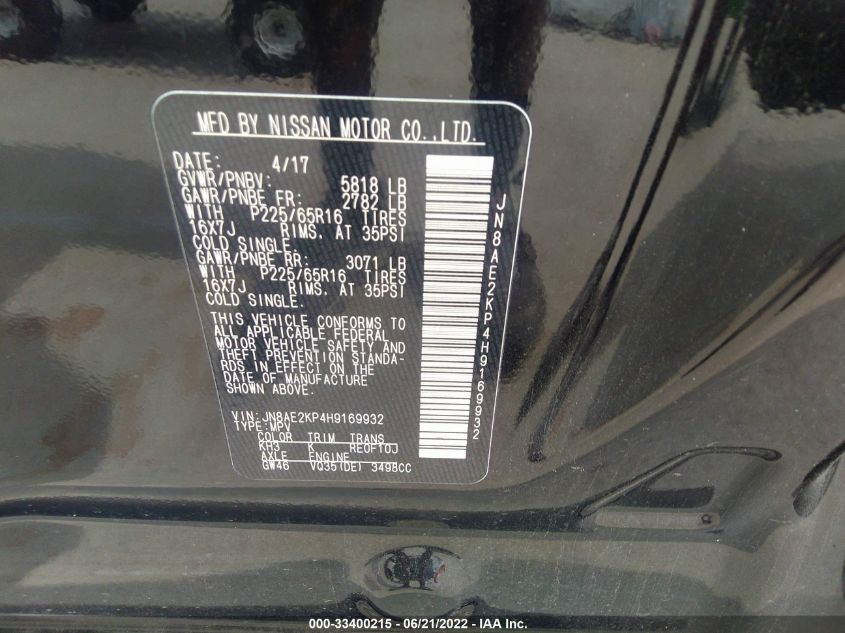 MFD BY NISSAN MOTOR CO.,LTD.
DATE: 4/17
GVWR/PNBV: 5818 LB
GAWR/PNBE FR: 2782 LB
WITH P225/65R16 TIRES
16X7J RIMS. AT 35PSI
COLD SINGLE.
GAWR/PNBE RR: 3071 LB
WITH P225/65R16 TIRES
16X7J RIMS. AT 35PSI
COLD SINGLE.
THIS VEHICLE CONFORMS TO
ALL APPLICABLE FEDERAL
MOTOR VEHICLE SAFETY AND
THEFT PREVENTION STANDA-
RDS IN EFFECT ON THE
DATE OF MANUFACTURE
SHOWN ABOVE.
VIN: JN8AE2KP4H9169932
TYPE: MPV
COLOR TRIM TRANS
KH3 K RE0F10J
AXLE ENGINE
GW46 VQ35(DE) 3498CC
JN8AE2KP4H9169932
000-33400215 - 06/21/2022 - IAAI Inc.